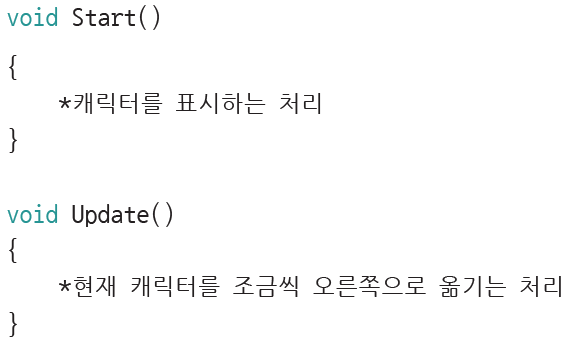 void Start()
{
*캐릭터를 표시하는 처리
}
void Update()
{
*현재 캐릭터를 조금씩 오른쪽으로 옮기는 처리
}